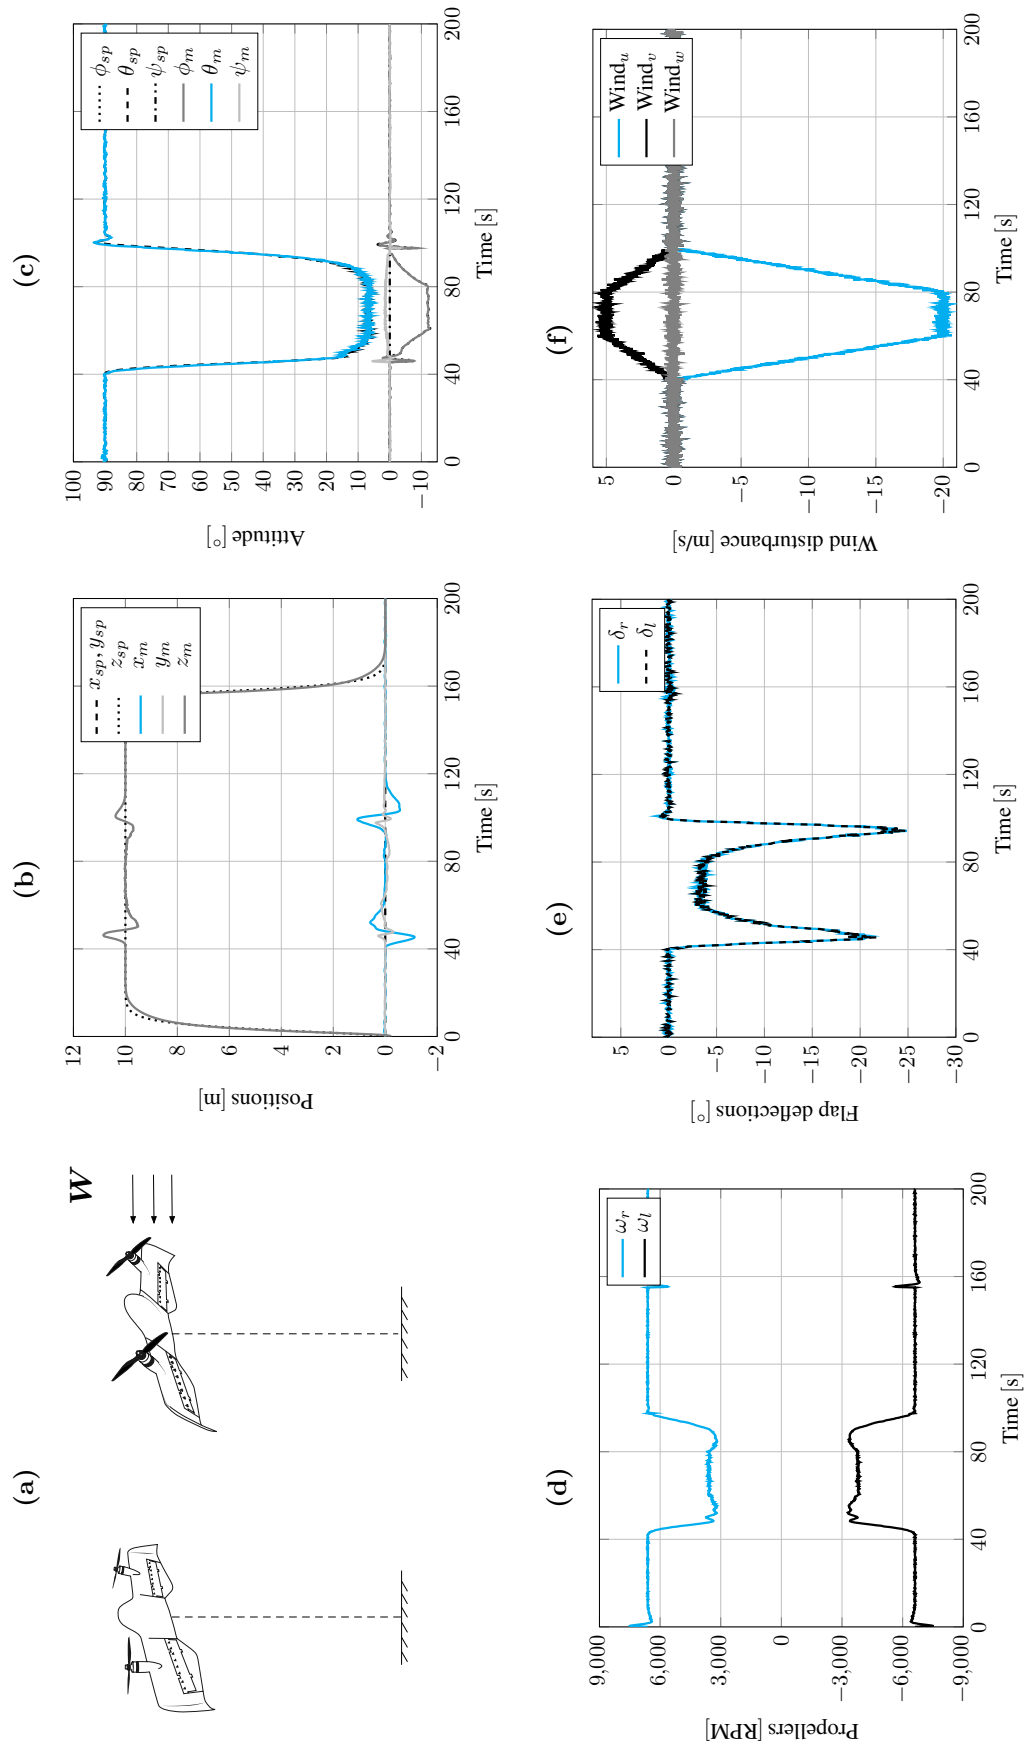 (a)
W
(b)
12
10
8
6
4
2
0
−2
0
40
80
120
160
200
Positions [m]
Time [s]
x_sp, y_sp
z_sp
x_m
y_m
z_m
(c)
100
90
80
70
60
50
40
30
20
10
0
−10
0
40
80
120
160
200
Attitude [°]
Time [s]
ϕ_sp
θ_sp
ψ_sp
ϕ_m
θ_m
ψ_m
(d)
9,000
6,000
3,000
0
−3,000
−6,000
−9,000
0
40
80
120
160
200
Propellers [RPM]
Time [s]
ω_r
ω_l
(e)
5
0
−5
−10
−15
−20
−25
−30
0
40
80
120
160
200
Flap deflections [°]
Time [s]
δ_r
δ_l
(f)
5
0
−5
−10
−15
−20
0
40
80
120
160
200
Wind disturbance [m/s]
Time [s]
Wind_u
Wind_v
Wind_w